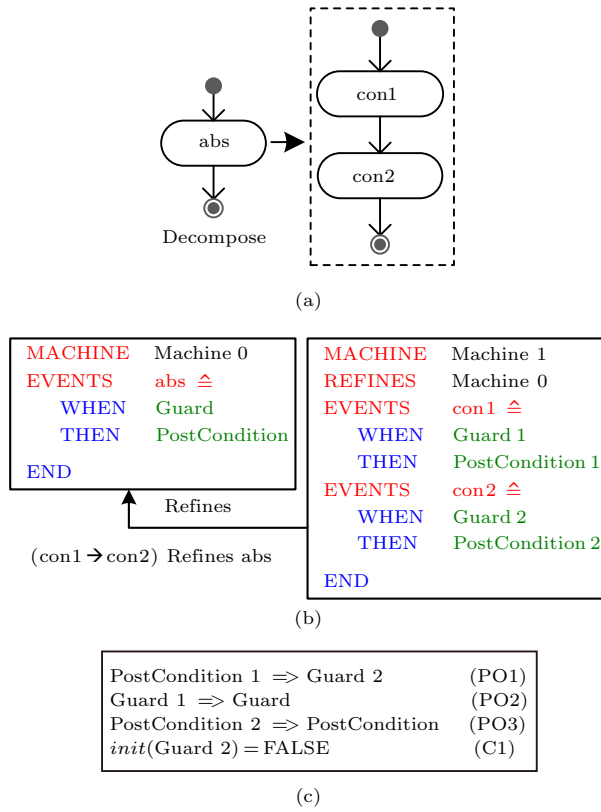 abs
Decompose
con1
con2
(a)
MACHINE Machine 0
EVENTS abs ≙
WHEN Guard
THEN PostCondition
END
Refines
(con1→con2) Refines abs
MACHINE Machine 1
REFINES Machine 0
EVENTS con1 ≙
WHEN Guard 1
THEN PostCondition 1
EVENTS con2 ≙
WHEN Guard 2
THEN PostCondition 2
END
(b)
PostCondition 1 => Guard 2 (PO1)
Guard 1 => Guard (PO2)
PostCondition 2 => PostCondition (PO3)
init(Guard 2)=FALSE (C1)
(c)